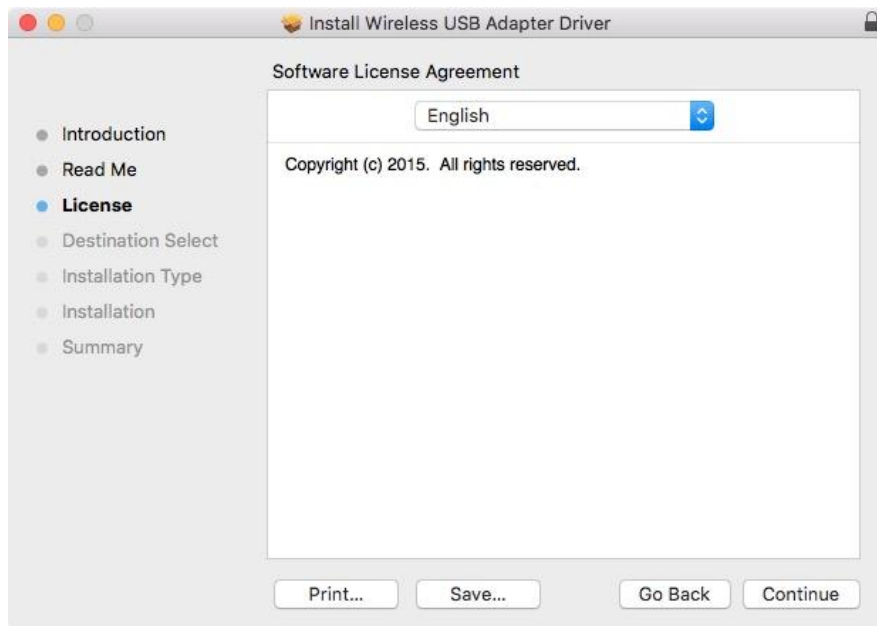 Install Wireless USB Adapter Driver
Software License Agreement
Introduction
Read Me
License
Destination Select
Installation Type
Installation
Summary
English
Copyright (c) 2015.  All rights reserved.
Print...
Save...
Go Back
Continue